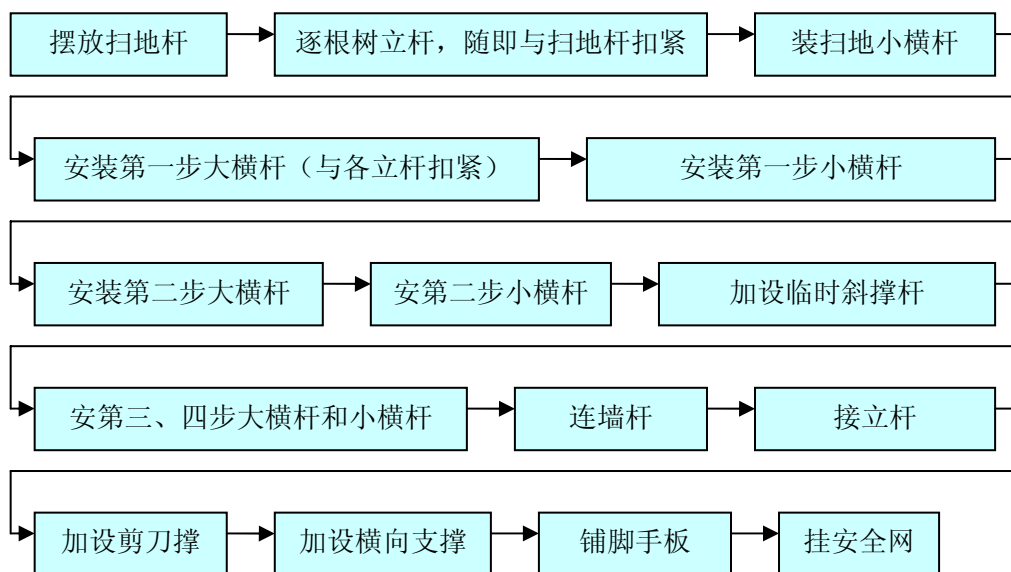 摆放扫地杆
逐根树立杆，随即与扫地杆扣紧
装扫地小横杆
安装第一步大横杆（与各立杆扣紧）
安装第一步小横杆
安装第二步大横杆
安第二步小横杆
加设临时斜撑杆
安第三、四步大横杆和小横杆
连墙杆
接立杆
加设剪刀撑
加设横向支撑
铺脚手板
挂安全网